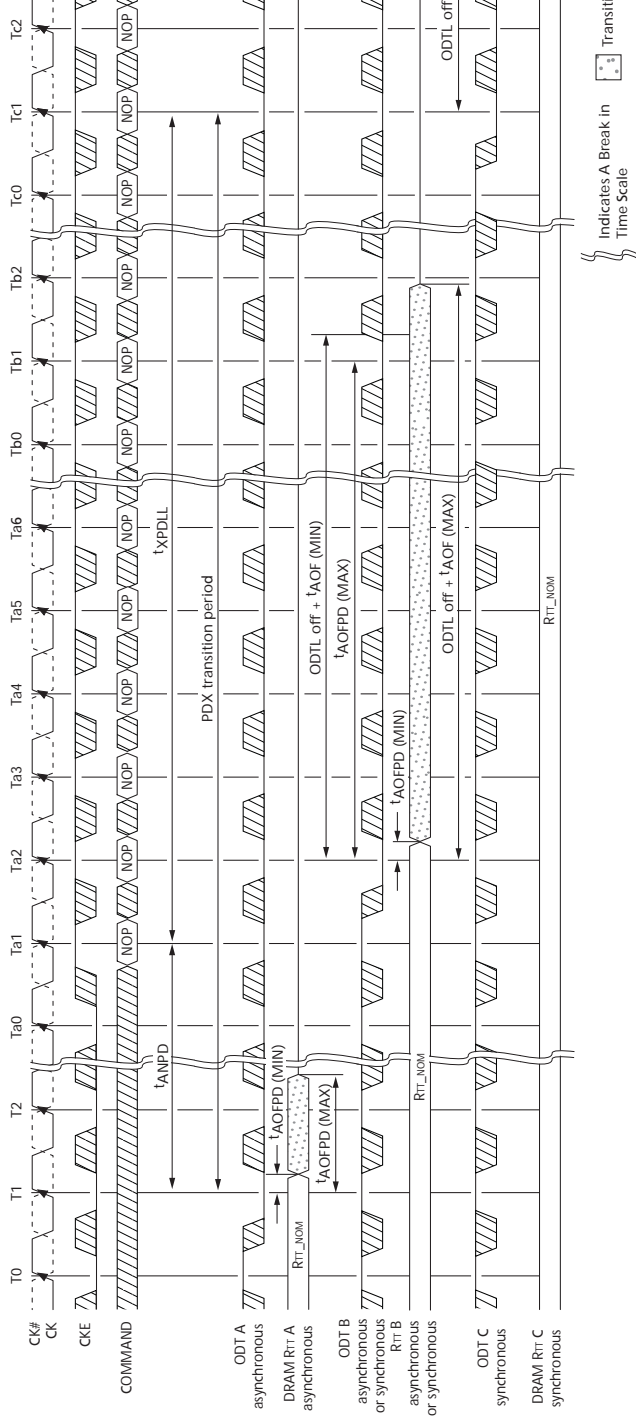 T0 T1 T2 Ta0 Ta1 Ta2 Ta3 Ta4 Ta5 Ta6 Tb0 Tb1 Tb2 Tc0 Tc1 Tc2
CK#
CK
CKE
COMMAND
NOP NOP NOP NOP NOP NOP NOP NOP NOP NOP NOP NOP
tANPD
tXPDLL
PDX transition period
ODT A
asynchronous
tAOFPD (MIN)
DRAM RTT A
asynchronous
RTT_NOM
tAOFPD (MAX)
ODTL off + tAOF (MIN)
tAOFPD (MAX)
ODT B
asynchronous
or synchronous
tAOFPD (MIN)
RTT B
asynchronous
or synchronous
RTT_NOM
ODTL off + tAOF (MAX)
ODTL off
ODT C
synchronous
DRAM RTT C
synchronous
RTT_NOM
Indicates A Break in
Time Scale
Transiti